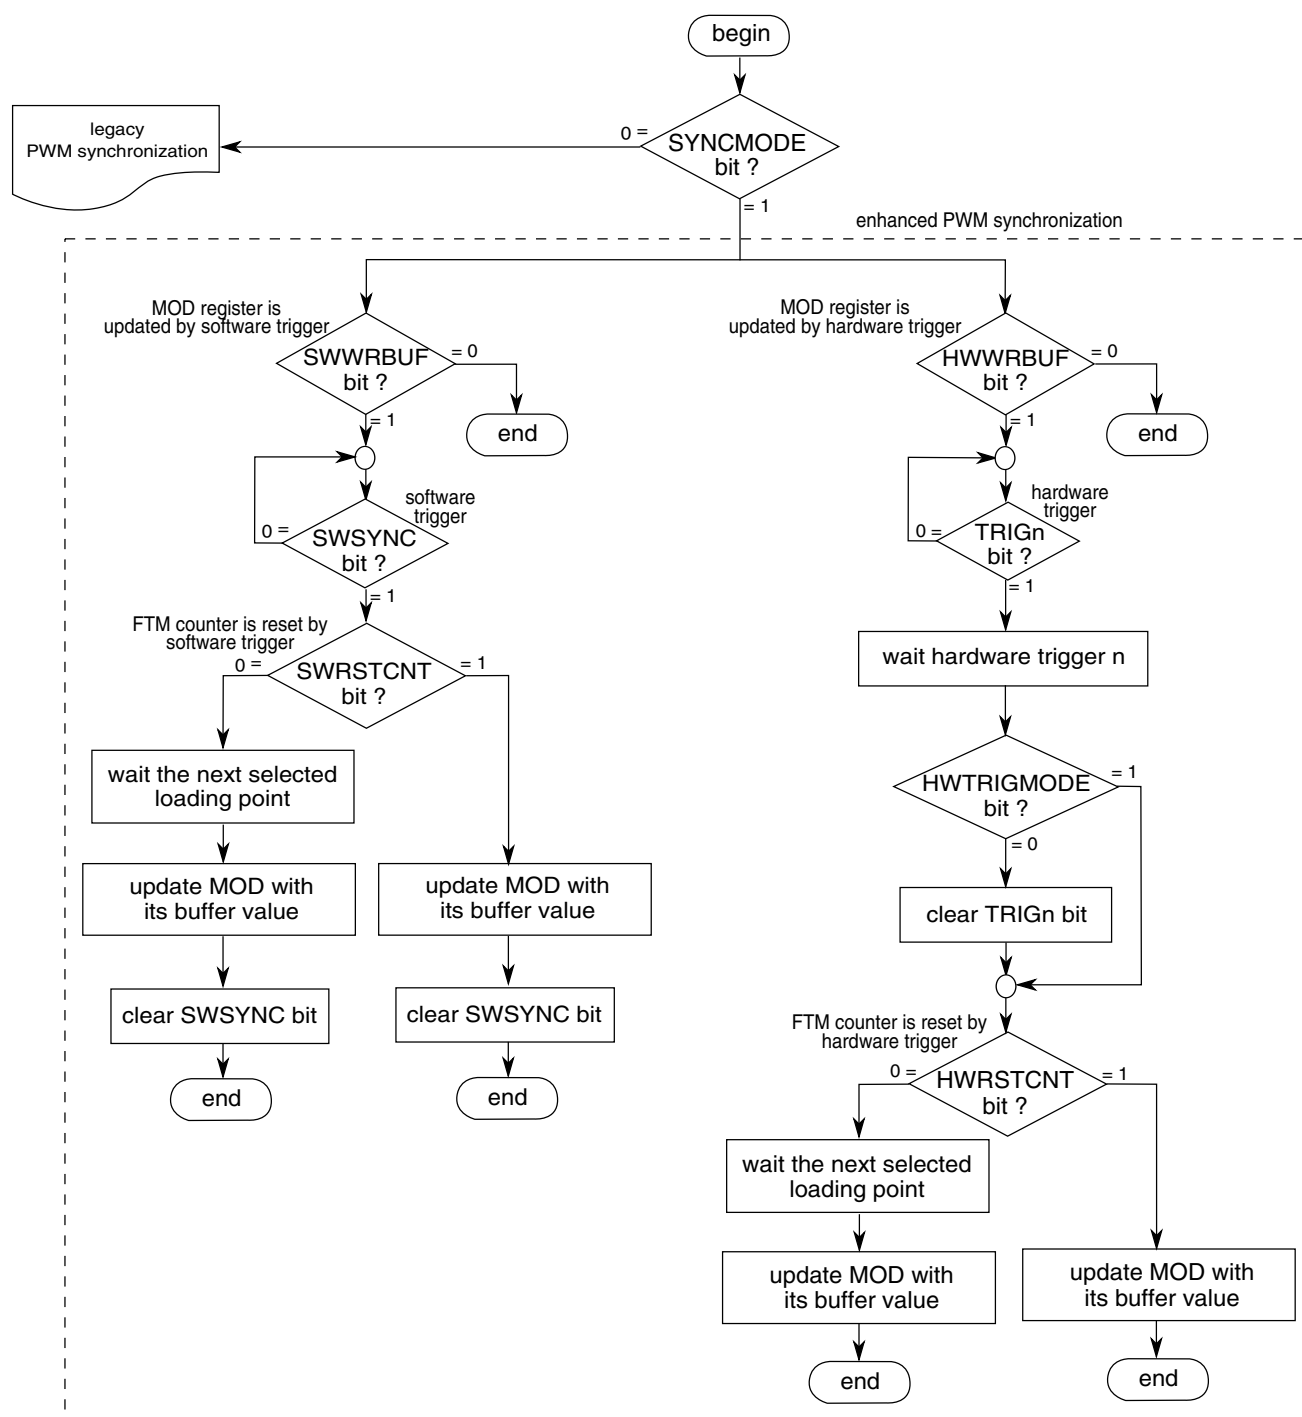 begin
SYNCMODE
bit ?
0 =
legacy
PWM synchronization
= 1
enhanced PWM synchronization
MOD register is
updated by software trigger
SWWRBUF
bit ?
= 0
end
= 1
software
trigger
SWSYNC
bit ?
0 =
= 1
FTM counter is reset by
software trigger
SWRSTCNT
bit ?
0 =
= 1
wait the next selected
loading point
update MOD with
its buffer value
clear SWSYNC bit
end
update MOD with
its buffer value
clear SWSYNC bit
end
MOD register is
updated by hardware trigger
HWWRBUF
bit ?
= 0
end
= 1
hardware
trigger
TRIGn
bit ?
0 =
= 1
wait hardware trigger n
HWTRIGMODE
bit ?
= 1
= 0
clear TRIGn bit
FTM counter is reset by
hardware trigger
HWRSTCNT
bit ?
0 =
= 1
wait the next selected
loading point
update MOD with
its buffer value
end
update MOD with
its buffer value
end